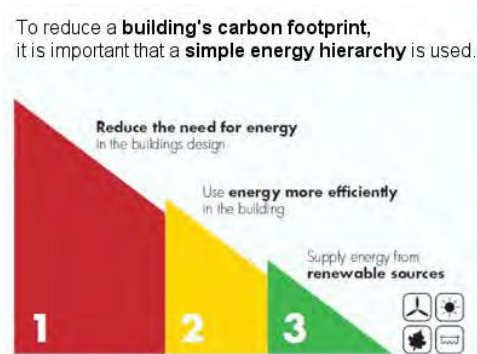 To reduce a building's carbon footprint,
it is important that a simple energy hierarchy is used.
Reduce the need for energy
in the buildings design
Use energy more efficiently
in the building
Supply energy from
renewable sources
1
2
3